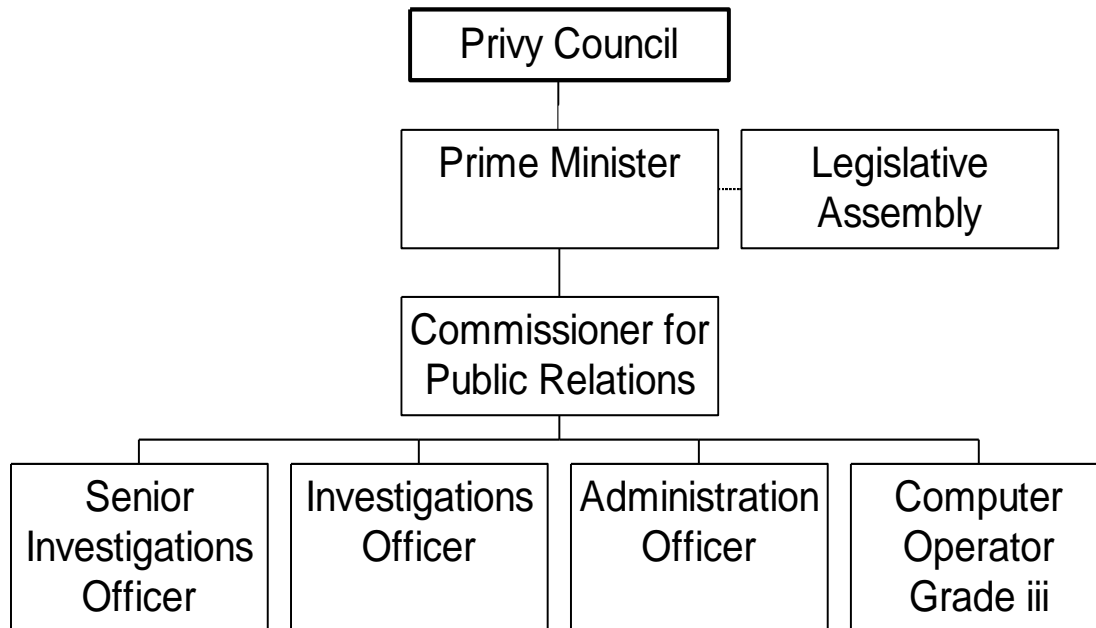 Privy Council
Prime Minister
Legislative
Assembly
Commissioner for
Public Relations
Senior
Investigations
Officer
Investigations
Officer
Administration
Officer
Computer
Operator
Grade iii